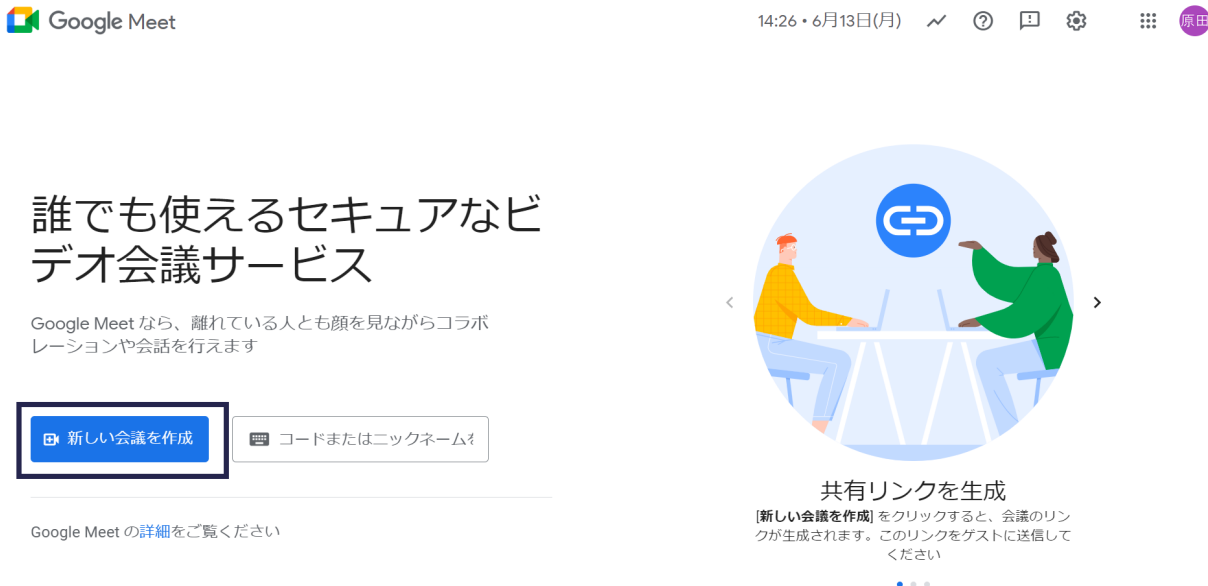 Google Meet
14:26・6月13日(月)
原田
誰でも使えるセキュアなビ
デオ会議サービス
Google Meet なら、離れている人とも顔を見ながらコラボ
レーションや会話を行えます
新しい会議を作成
コードまたはニックネームを
Google Meet の詳細をご覧ください
共有リンクを生成
[新しい会議を作成] をクリックすると、会議のリン
クが生成されます。このリンクをゲストに送信して
ください